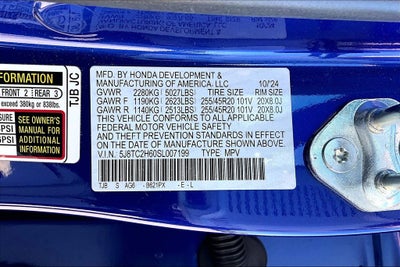 MFD. BY HONDA DEVELOPMENT &
MANUFACTURING OF AMERICA, LLC 10/24
GVWR 2280KG 5027LBS TIRE SIZE RIM SIZE
GAWR F 1190KG 2623LBS 255/45R20 101V 20X8.0J
GAWR R 1140KG 2513LBS 255/45R20 101V 20X8.0J
THIS VEHICLE CONFORMS TO ALL APPLICABLE
FEDERAL MOTOR VEHICLE SAFETY, BUMPER,
AND THEFT PREVENTION STANDARDS IN EFFECT
ON THE DATE OF MANUFACTURE SHOWN ABOVE.
V.I.N. 5J8TC2H60SL007199 TYPE: MPV
TJB S AG6 - B621PX - E - L
TJB JC
FRONT 2 REAR 3
exceed 380kg or 838lbs.
SEE OWNER'S
MANUAL FOR
ADDITIONAL
INFORMATION
PSI
PSI